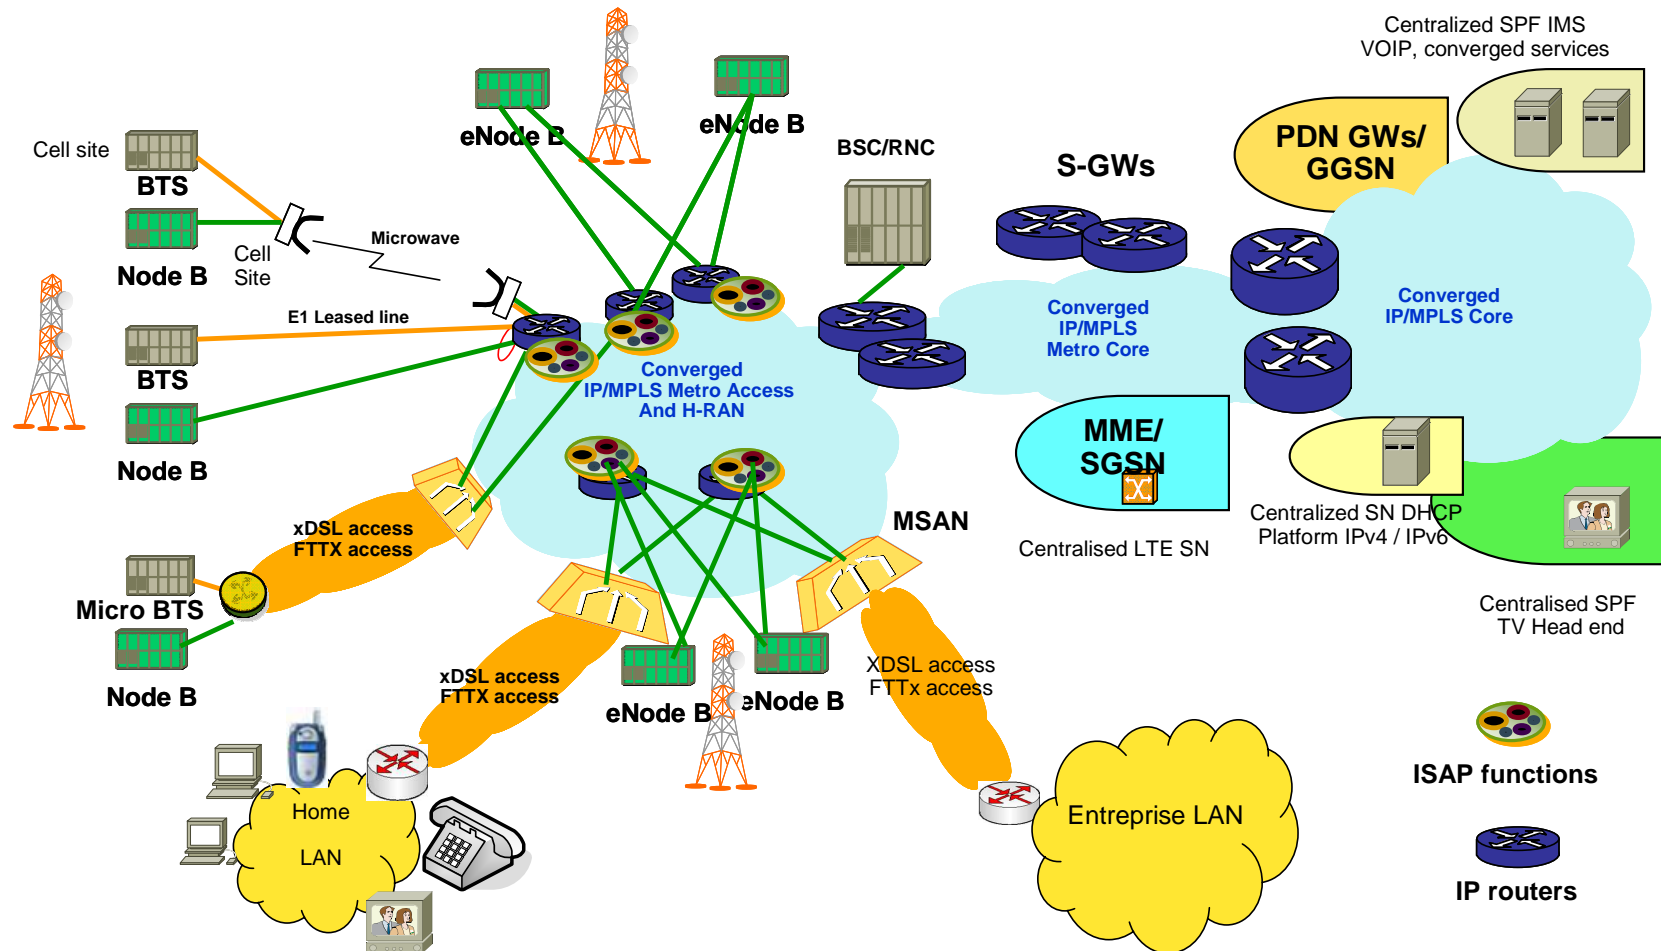 Centralized SPF IMS
VOIP, converged services
eNode B
eNode B
BSC/RNC
S-GWs
PDN GWs/
GGSN
Cell site
BTS
Node B
Cell
Site
Microwave
E1 Leased line
BTS
Node B
Converged
IP/MPLS Metro Access
And H-RAN
Converged
IP/MPLS
Metro Core
Converged
IP/MPLS Core
MME/
SGSN
Centralised LTE SN
Centralized SN DHCP
Platform IPv4 / IPv6
Centralised SPF
TV Head end
MSAN
xDSL access
FTTX access
Micro BTS
Node B
xDSL access
FTTX access
eNode B
eNode B
XDSL access
FTTx access
Home
LAN
Entreprise LAN
ISAP functions
IP routers